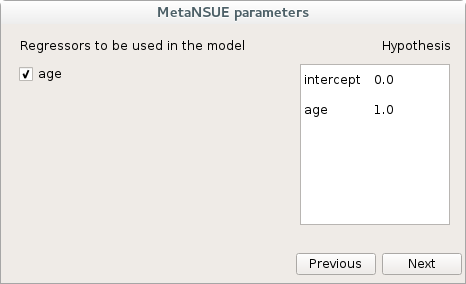 MetaNSUE parameters
Regressors to be used in the model Hypothesis
age
intercept 0.0
age 1.0
Previous Next